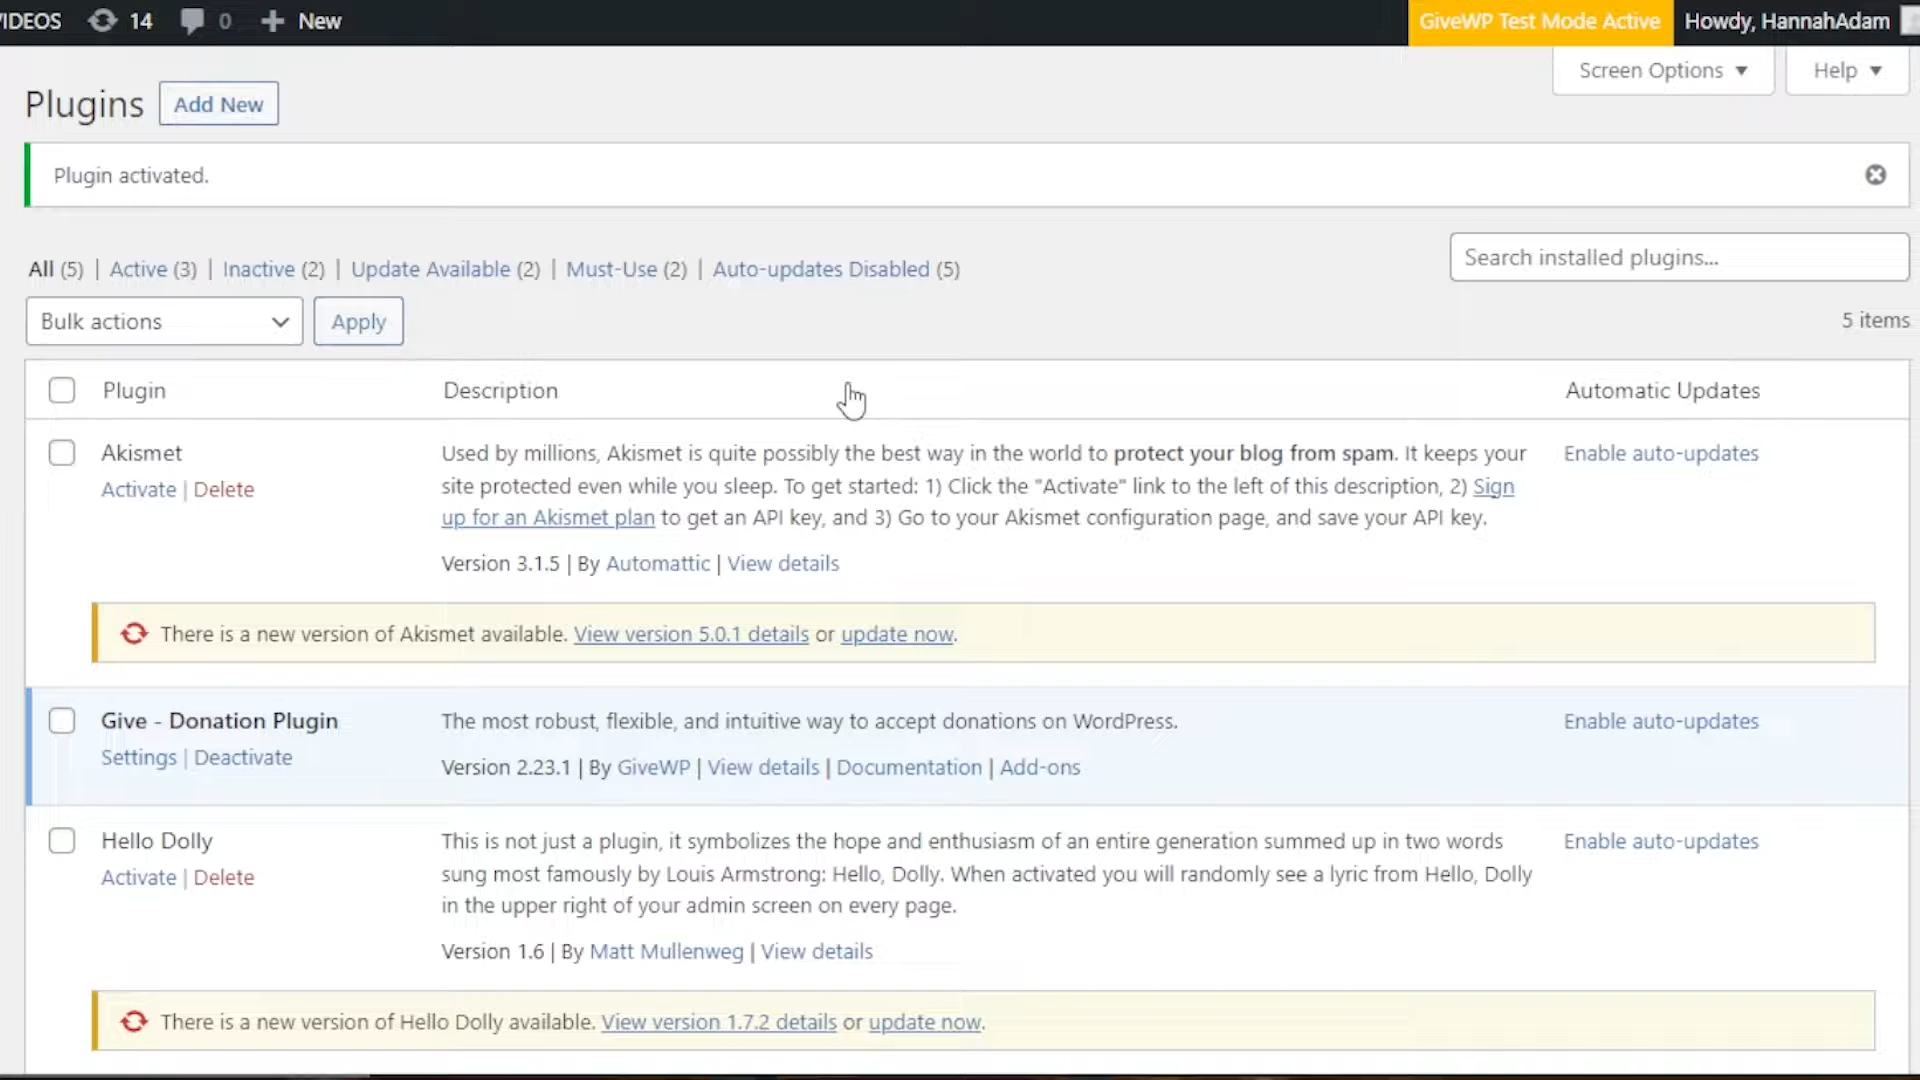 VIDEOS 14 0 New GiveWP Test Mode Active Howdy, HannahAdam
Screen Options Help
Plugins Add New
Plugin activated.
All (5) | Active (3) | Inactive (2) | Update Available (2) | Must-Use (2) | Auto-updates Disabled (5)
Search installed plugins...
Bulk actions Apply
5 items
Plugin Description Automatic Updates
Akismet
Activate | Delete
Used by millions, Akismet is quite possibly the best way in the world to protect your blog from spam. It keeps your
site protected even while you sleep. To get started: 1) Click the "Activate" link to the left of this description, 2) Sign
up for an Akismet plan to get an API key, and 3) Go to your Akismet configuration page, and save your API key.
Version 3.1.5 | By Automattic | View details
Enable auto-updates
There is a new version of Akismet available. View version 5.0.1 details or update now.
Give - Donation Plugin
Settings | Deactivate
The most robust, flexible, and intuitive way to accept donations on WordPress.
Version 2.23.1 | By GiveWP | View details | Documentation | Add-ons
Enable auto-updates
Hello Dolly
Activate | Delete
This is not just a plugin, it symbolizes the hope and enthusiasm of an entire generation summed up in two words
sung most famously by Louis Armstrong: Hello, Dolly. When activated you will randomly see a lyric from Hello, Dolly
in the upper right of your admin screen on every page.
Version 1.6 | By Matt Mullenweg | View details
Enable auto-updates
There is a new version of Hello Dolly available. View version 1.7.2 details or update now.